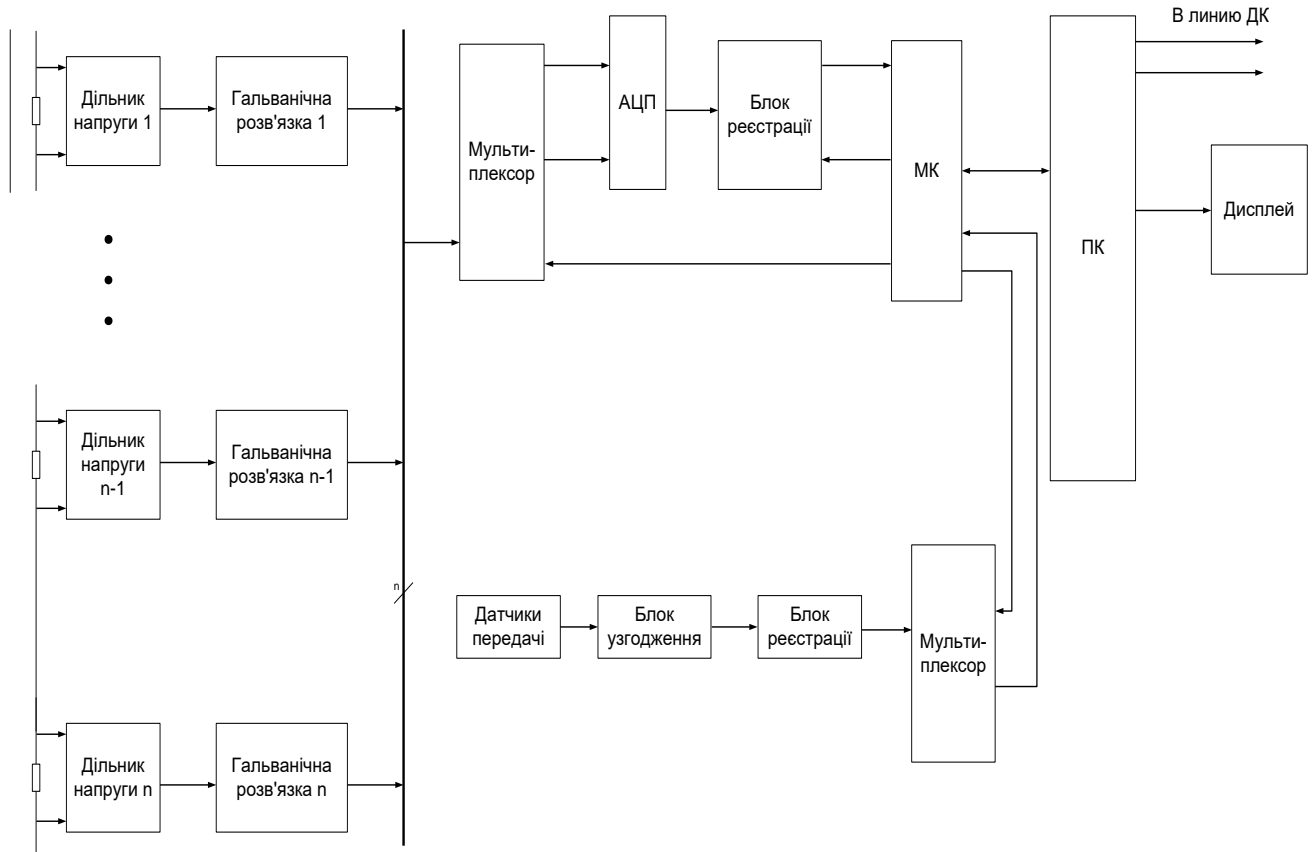 В линию ДК
Дільник
напруги 1
Гальванічна
розв'язка 1
Мульти-
плексор
АЦП
Блок
реєстрації
МК
ПК
Дисплей
Дільник
напруги
n-1
Гальванічна
розв'язка n-1
n
Датчики
передачі
Блок
узгодження
Блок
реєстрації
Мульти-
плексор
Дільник
напруги n
Гальванічна
розв'язка n